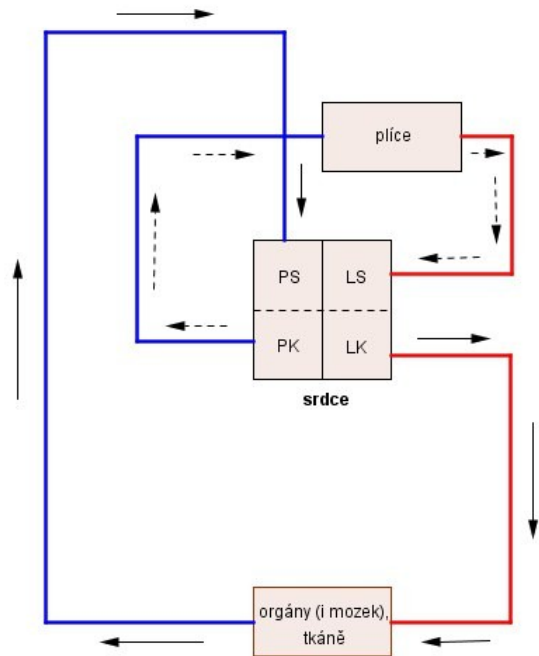 plíce
PS
LS
PK
LK
srdce
orgány (i mozek),
tkáně